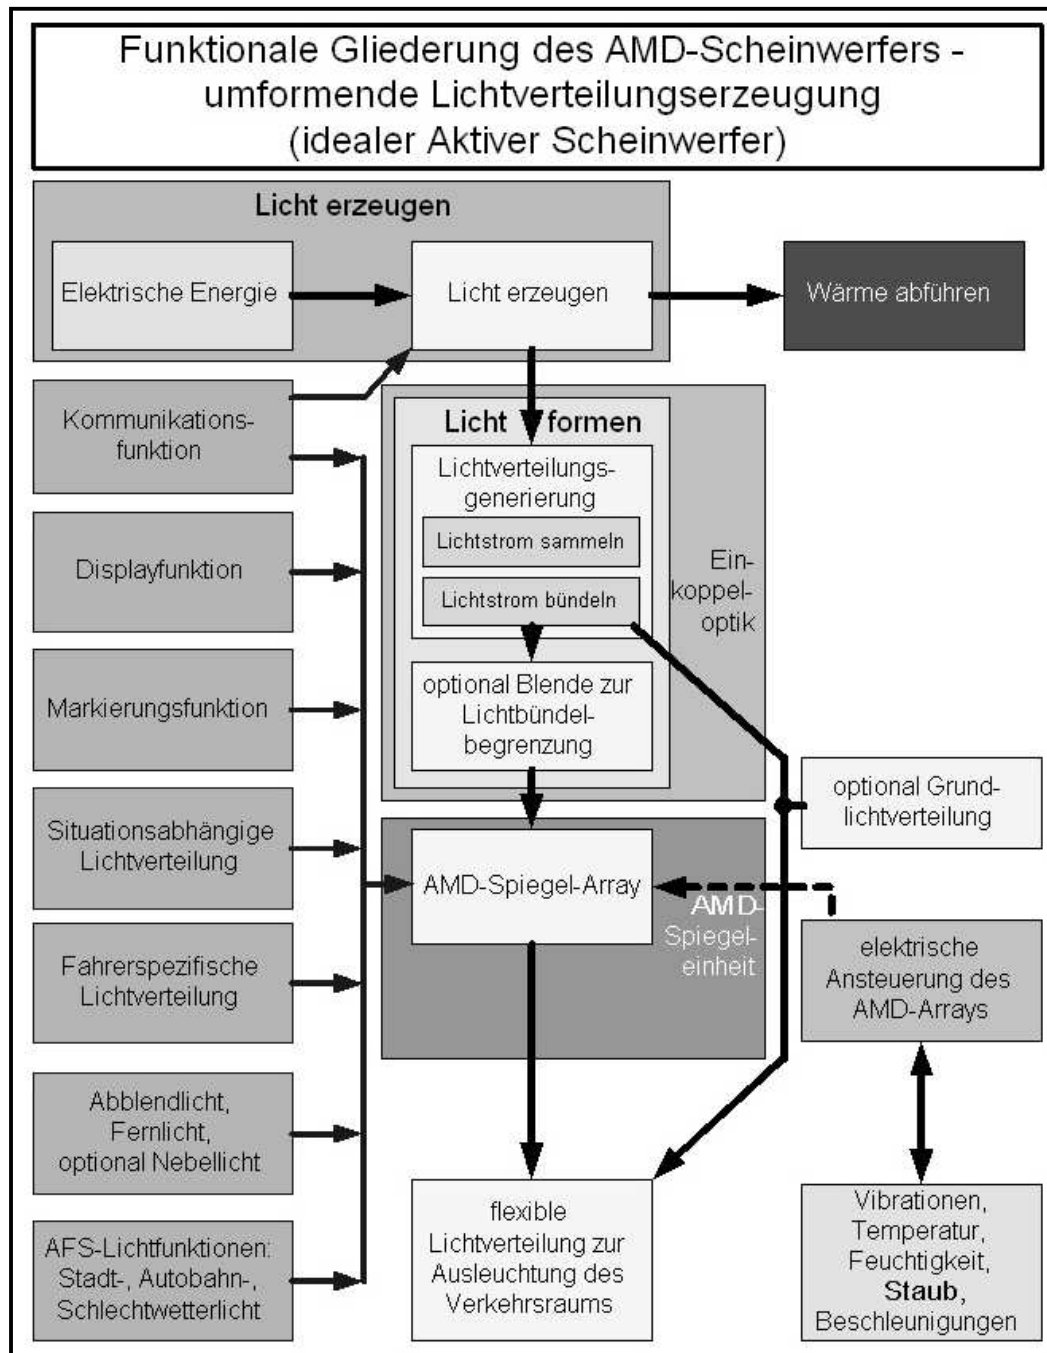 Funktionale Gliederung des AMD-Scheinwerfers -
umformende Lichtverteilungserzeugung
(idealer Aktiver Scheinwerfer)
Licht erzeugen
Elektrische Energie
Licht erzeugen
Wärme abführen
Kommunikations-
funktion
Displayfunktion
Markierungsfunktion
Situationsabhängige
Lichtverteilung
Fahrerspezifische
Lichtverteilung
Abblendlicht,
Fernlicht,
optional Nebellicht
AFS-Lichtfunktionen:
Stadt-, Autobahn-,
Schlechtwetterlicht
Licht formen
Lichtverteilungs-
generierung
Lichtstrom sammeln
Lichtstrom bündeln
optional Blende zur
Lichtbündel-
begrenzung
Ein-
koppel-
optik
AMD-Spiegel-Array
AMD-
Spiegel-
einheit
flexible
Lichtverteilung zur
Ausleuchtung des
Verkehrsraums
optional Grund-
lichtverteilung
elektrische
Ansteuerung des
AMD-Arrays
Vibrationen,
Temperatur,
Feuchtigkeit,
Staub,
Beschleunigungen